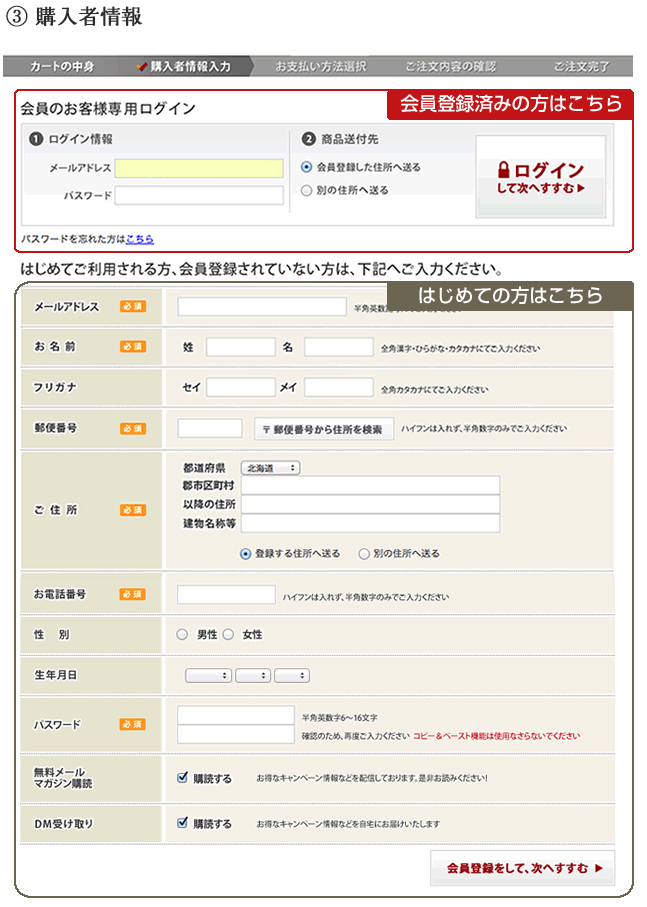 ③ 購入者情報
カートの中身 購入者情報入力 お支払い方法選択 ご注文内容の確認 ご注文完了
会員のお客様専用ログイン 会員登録済みの方はこちら
1 ログイン情報
メールアドレス
パスワード
2 商品送付先
会員登録した住所へ送る
別の住所へ送る
ログイン
して次へすすむ▶
パスワードを忘れた方はこちら
はじめてご利用される方、会員登録されていない方は、下記へご入力ください。
はじめての方はこちら
メールアドレス 必須 半角英数
お名前 必須 姓 名 全角漢字・ひらがな・カタカナにてご入力ください
フリガナ セイ メイ 全角カタカナにてご入力ください
郵便番号 必須 〒郵便番号から住所を検索 ハイフンは入れず、半角数字のみでご入力ください
ご住所 必須
都道府県 北海道
郡市区町村
以降の住所
建物名称等
登録する住所へ送る 別の住所へ送る
お電話番号 必須 ハイフンは入れず、半角数字のみでご入力ください
性別 男性 女性
生年月日
パスワード 必須
半角英数字6〜16文字
確認のため、再度ご入力ください コピー＆ペースト機能は使用なさらないでください
無料メール
マガジン購読
購読する お得なキャンペーン情報などを配信しております。是非お読みください!
DM受け取り 購読する お得なキャンペーン情報などを自宅にお届けいたします
会員登録をして、次へすすむ ▶